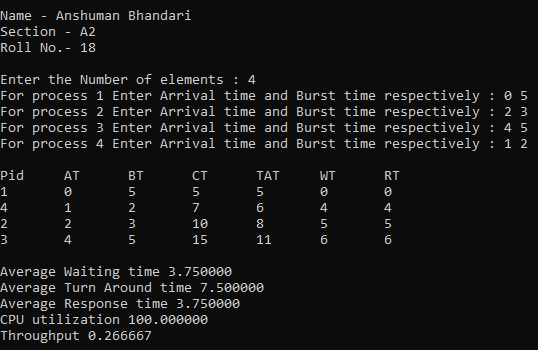 Name - Anshuman Bhandari
Section - A2
Roll No.- 18
Enter the Number of elements : 4
For process 1 Enter Arrival time and Burst time respectively : 0 5
For process 2 Enter Arrival time and Burst time respectively : 2 3
For process 3 Enter Arrival time and Burst time respectively : 4 5
For process 4 Enter Arrival time and Burst time respectively : 1 2
Pid AT BT CT TAT WT RT
1 0 5 5 5 0 0
4 1 2 7 6 4 4
2 2 3 10 8 5 5
3 4 5 15 11 6 6
Average Waiting time 3.750000
Average Turn Around time 7.500000
Average Response time 3.750000
CPU utilization 100.000000
Throughput 0.266667